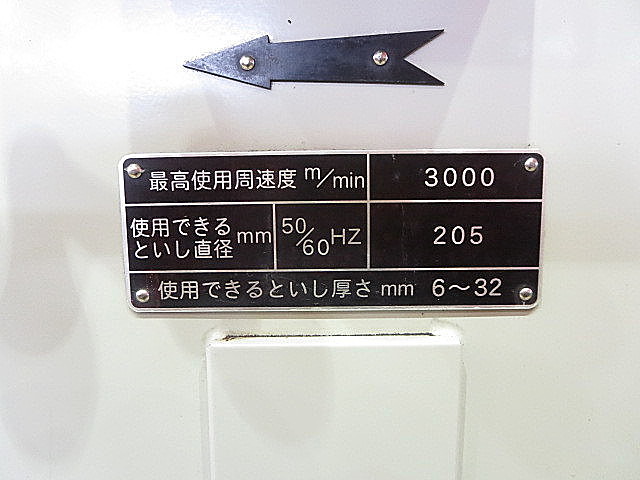 最高使用周速度 m/min 3000
使用できる
といし直径 mm 50/60HZ 205
使用できるといし厚さ mm 6～32